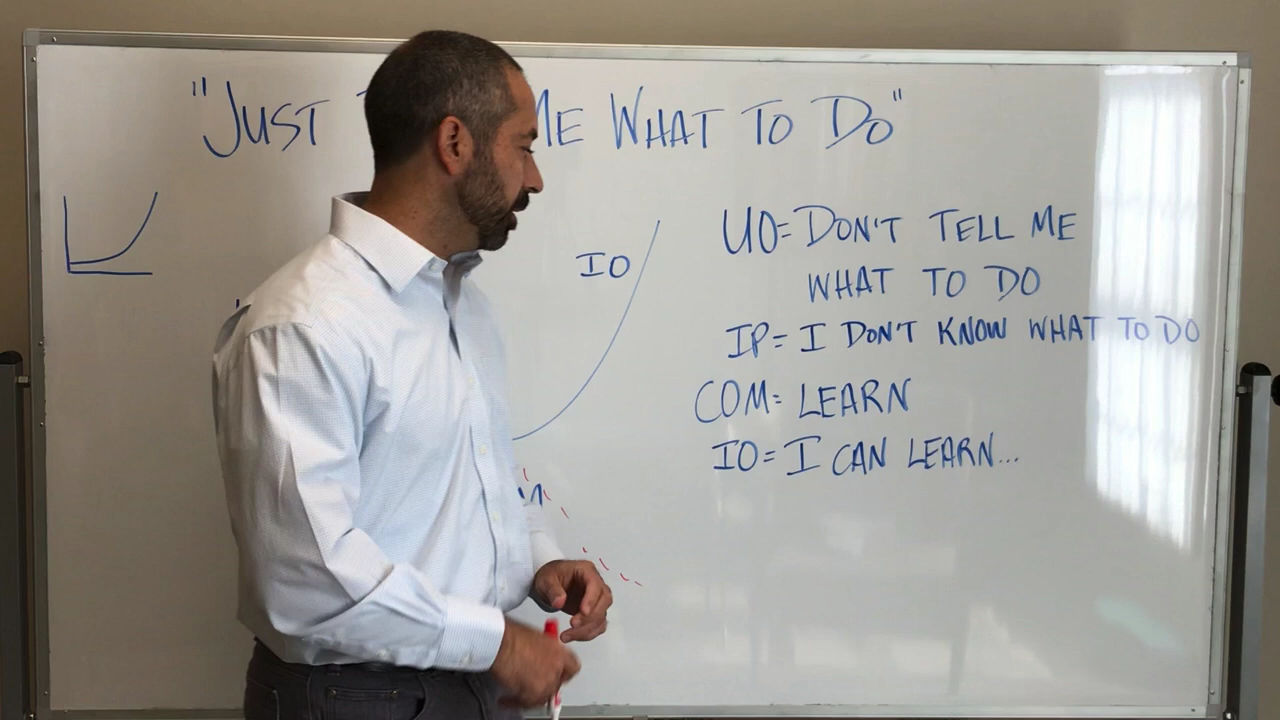 "JUST ME WHAT TO DO"
IO
UO= DON'T TELL ME
WHAT TO DO
IP= I DON'T KNOW WHAT TO DO
COM= LEARN
IO= I CAN LEARN...